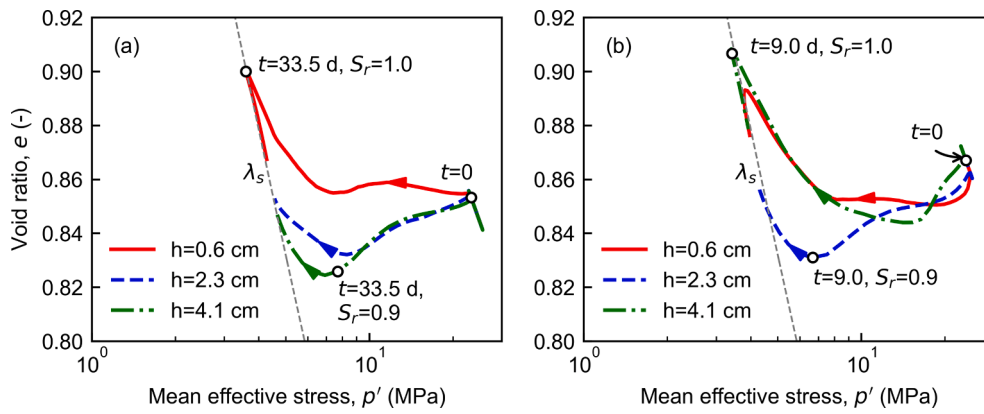 0.92
0.90
0.88
0.86
0.84
0.82
0.80
Void ratio, e (-)
(a)
t=33.5 d, Sr=1.0
t=0
λs
h=0.6 cm
h=2.3 cm
h=4.1 cm
t=33.5 d,
Sr=0.9
10⁰
10¹
Mean effective stress, p′ (MPa)
0.92
0.90
0.88
0.86
0.84
0.82
0.80
(b)
t=9.0 d, Sr=1.0
t=0
λs
h=0.6 cm
h=2.3 cm
h=4.1 cm
t=9.0, Sr=0.9
10⁰
10¹
Mean effective stress, p′ (MPa)